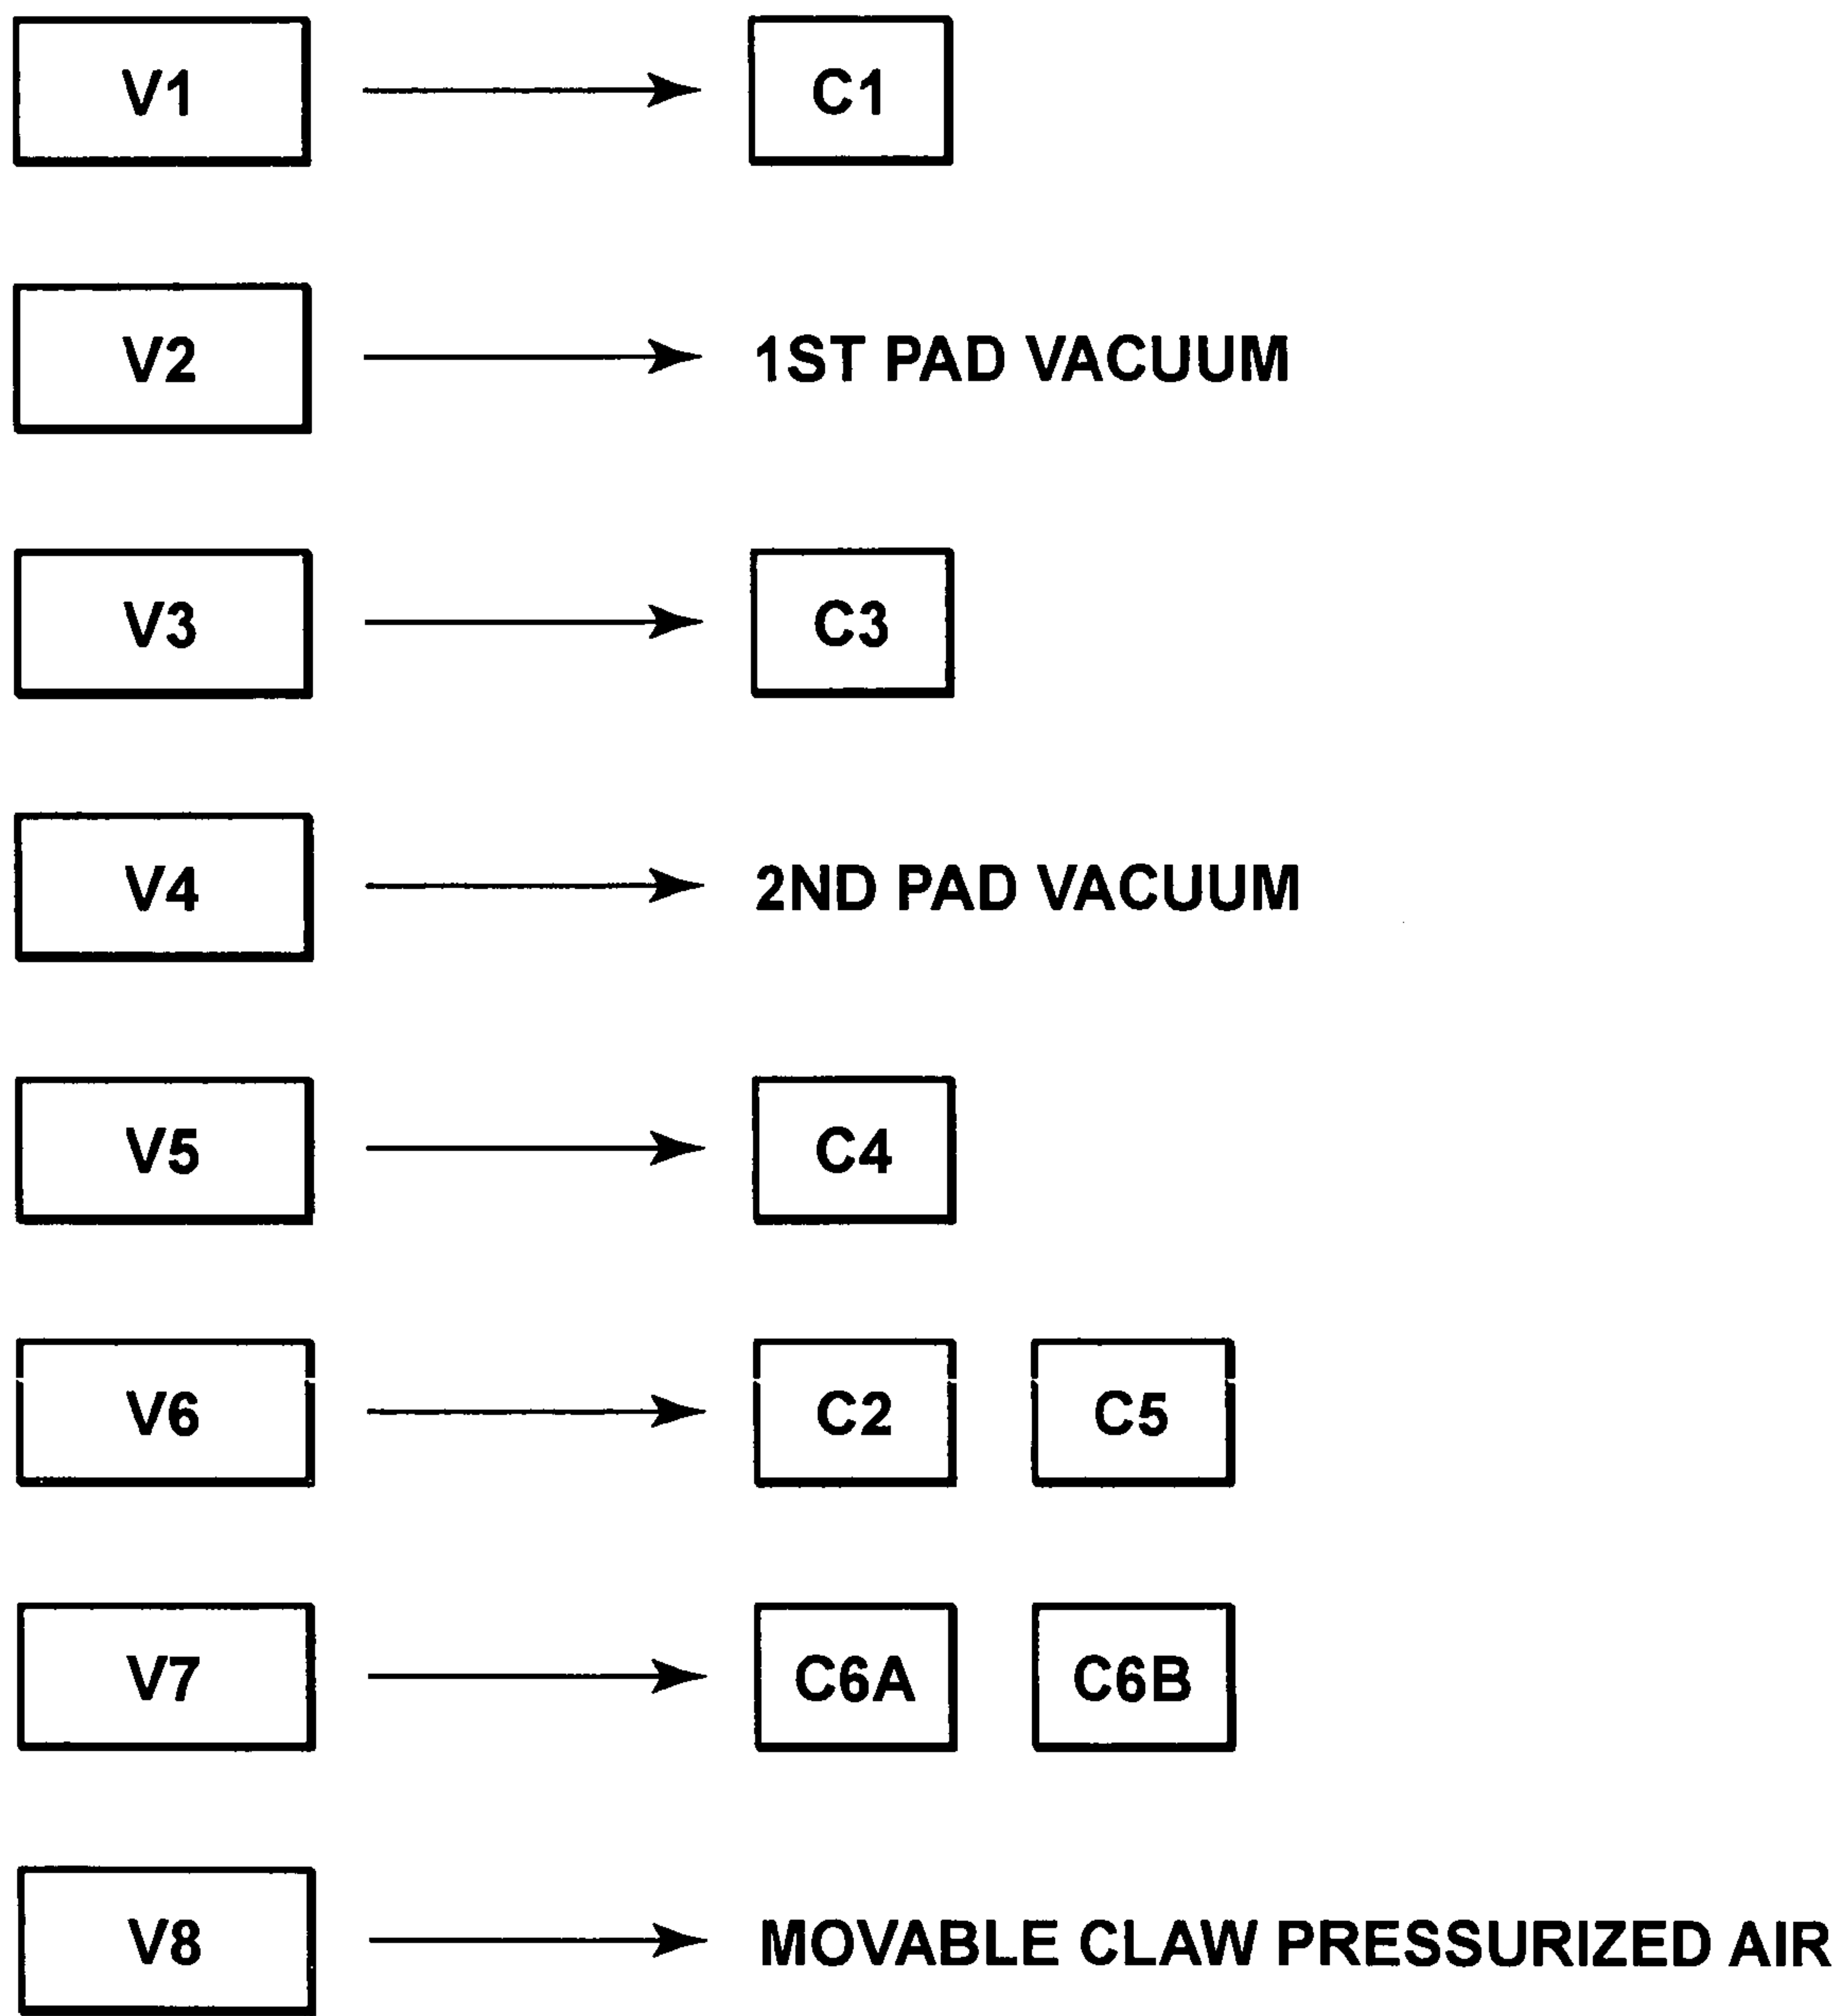 V1 C1
V2 1ST PAD VACUUM
V3 C3
V4 2ND PAD VACUUM
V5 C4
V6 C2 C5
V7 C6A C6B
V8 MOVABLE CLAW PRESSURIZED AIR